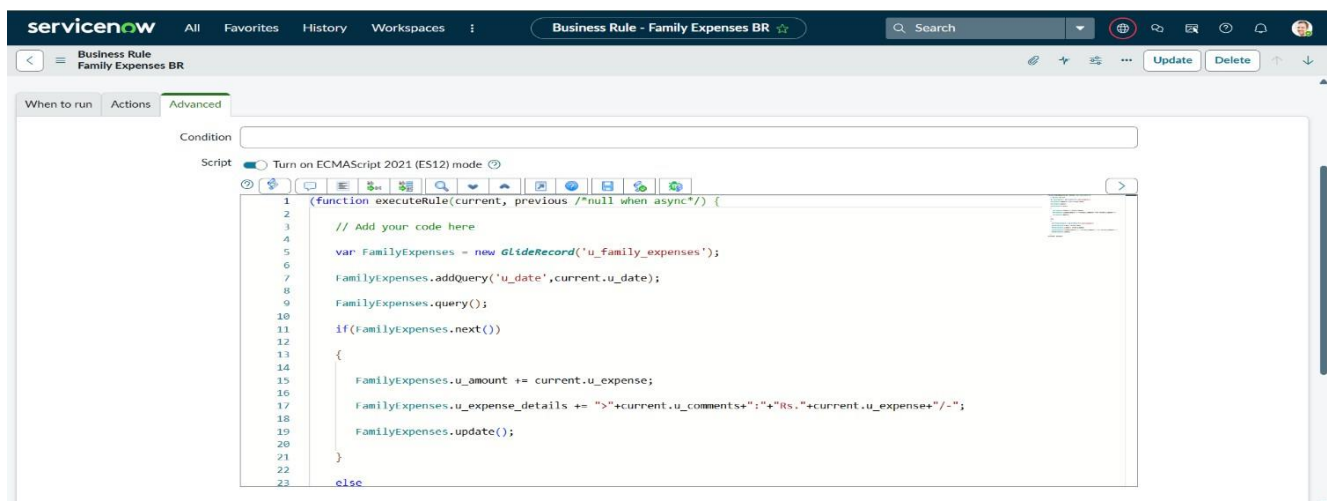 servicenow All Favorites History Workspaces Business Rule - Family Expenses BR Search
Business Rule
Family Expenses BR
Update Delete
When to run Actions Advanced
Condition
Script Turn on ECMAScript 2021 (ES12) mode
1 (function executeRule(current, previous /*null when async*/) {
2
3 // Add your code here
4
5 var FamilyExpenses = new GlideRecord('u_family_expenses');
6
7 FamilyExpenses.addQuery('u_date',current.u_date);
8
9 FamilyExpenses.query();
10
11 if(FamilyExpenses.next())
12
13 {
14
15 FamilyExpenses.u_amount += current.u_expense;
16
17 FamilyExpenses.u_expense_details += ">"+current.u_comments+":"+"Rs."+current.u_expense+"/-";
18
19 FamilyExpenses.update();
20
21 }
22
23 else